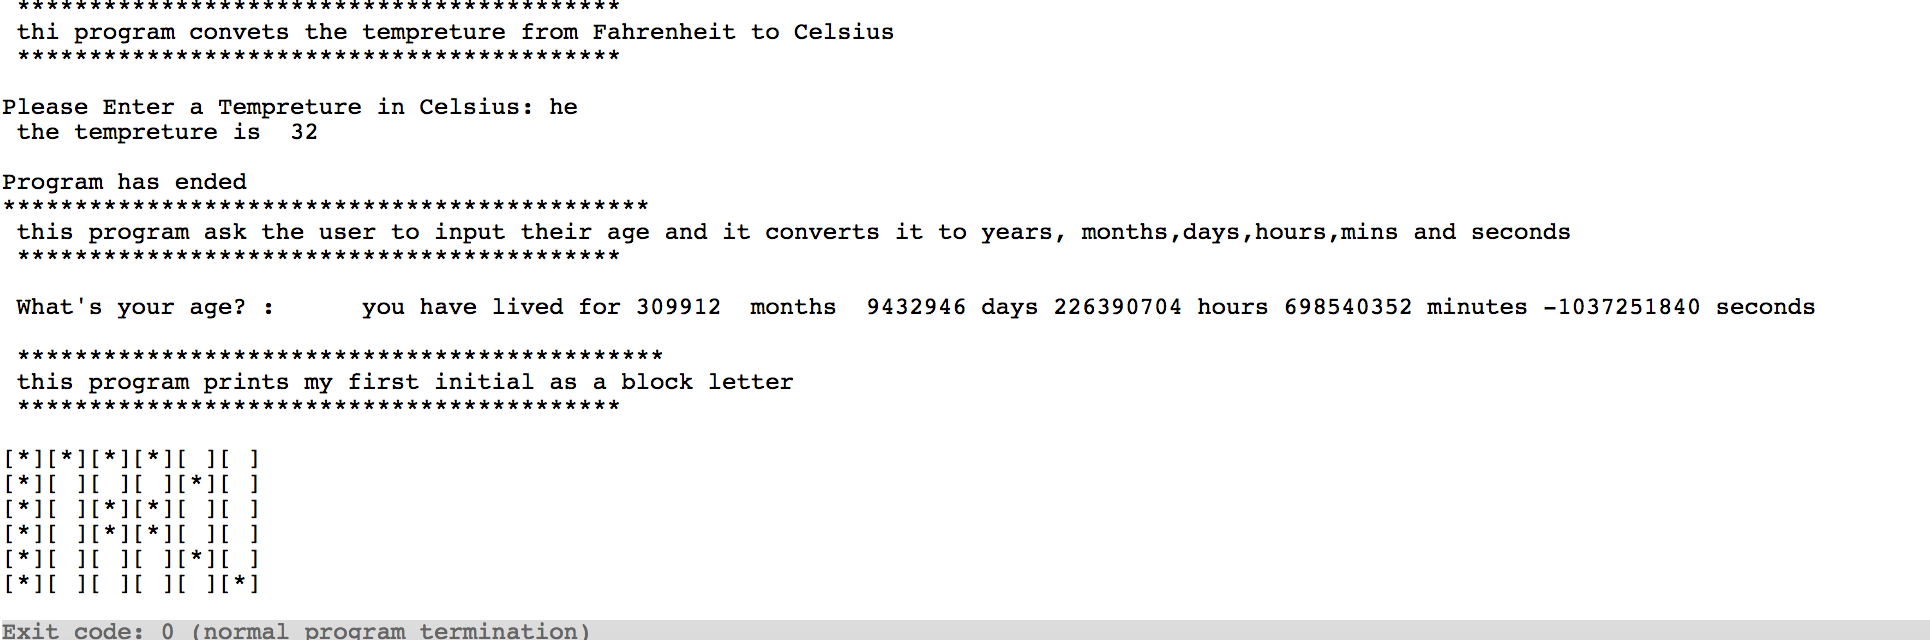 ******************************************
thi program convets the tempreture from Fahrenheit to Celsius
******************************************
Please Enter a Tempreture in Celsius: he
the tempreture is  32
Program has ended
*********************************************
this program ask the user to input their age and it converts it to years, months,days,hours,mins and seconds
******************************************
What's your age? :      you have lived for 309912  months  9432946 days 226390704 hours 698540352 minutes -1037251840 seconds
*********************************************
this program prints my first initial as a block letter
******************************************
[*][*][*][*][ ][ ]
[*][ ][ ][ ][*][ ]
[*][ ][*][*][ ][ ]
[*][ ][*][*][ ][ ]
[*][ ][ ][ ][*][ ]
[*][ ][ ][ ][ ][*]
Exit code: 0 (normal program termination)